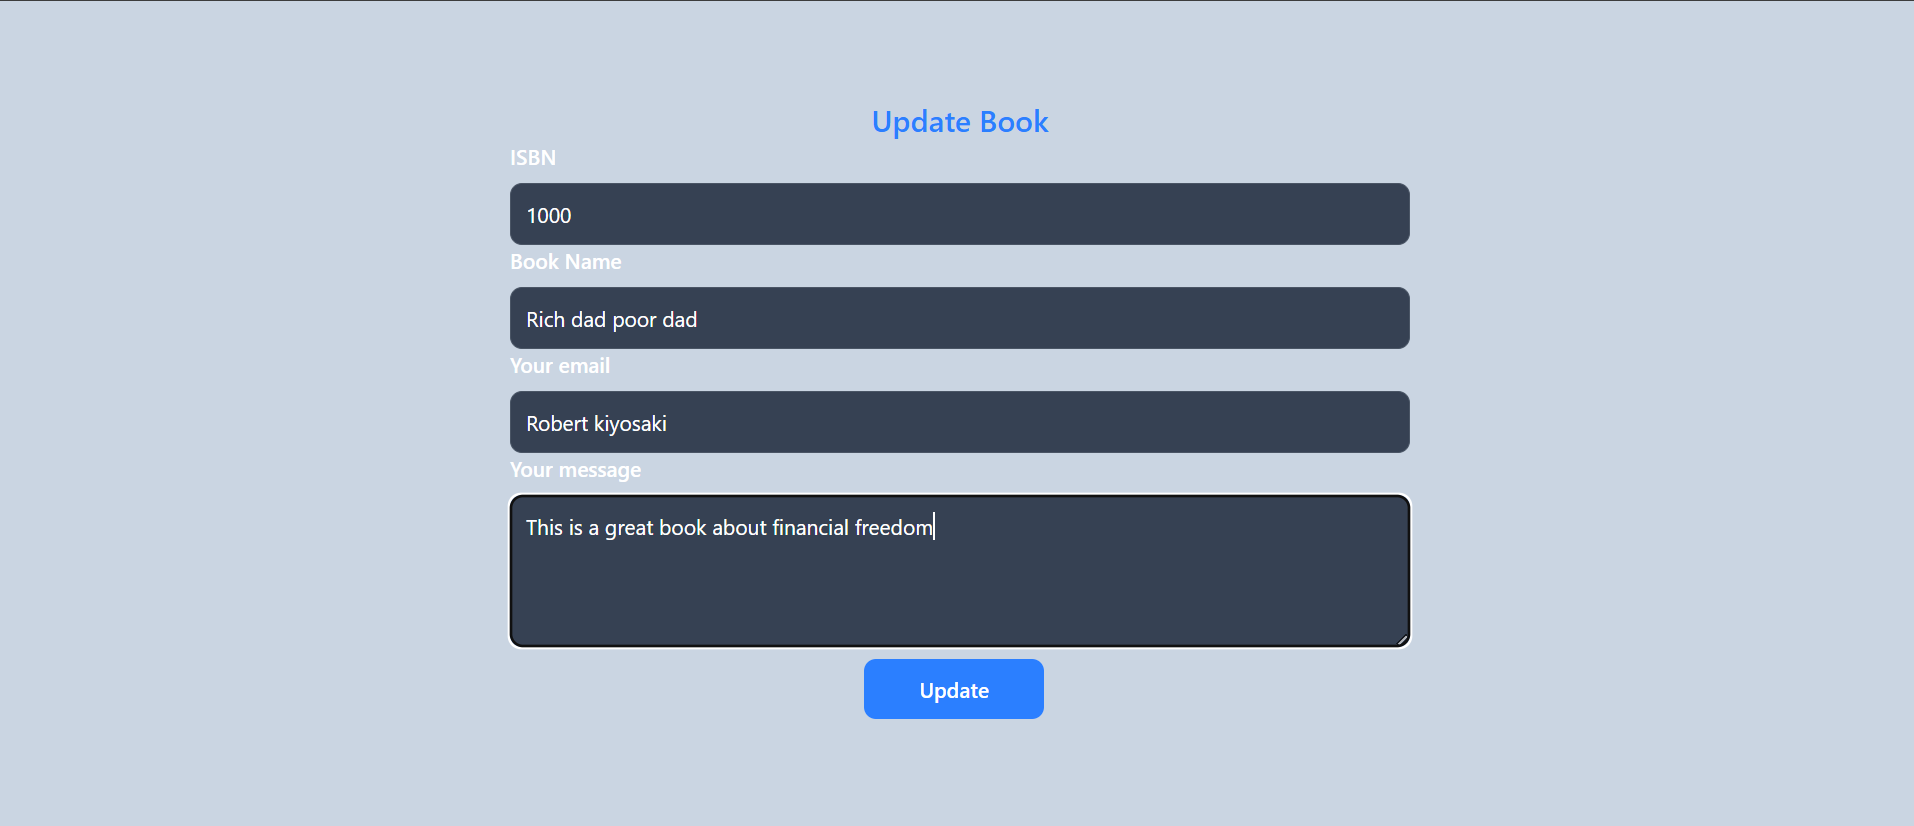 Update Book
ISBN
1000
Book Name
Rich dad poor dad
Your email
Robert kiyosaki
Your message
This is a great book about financial freedom
Update